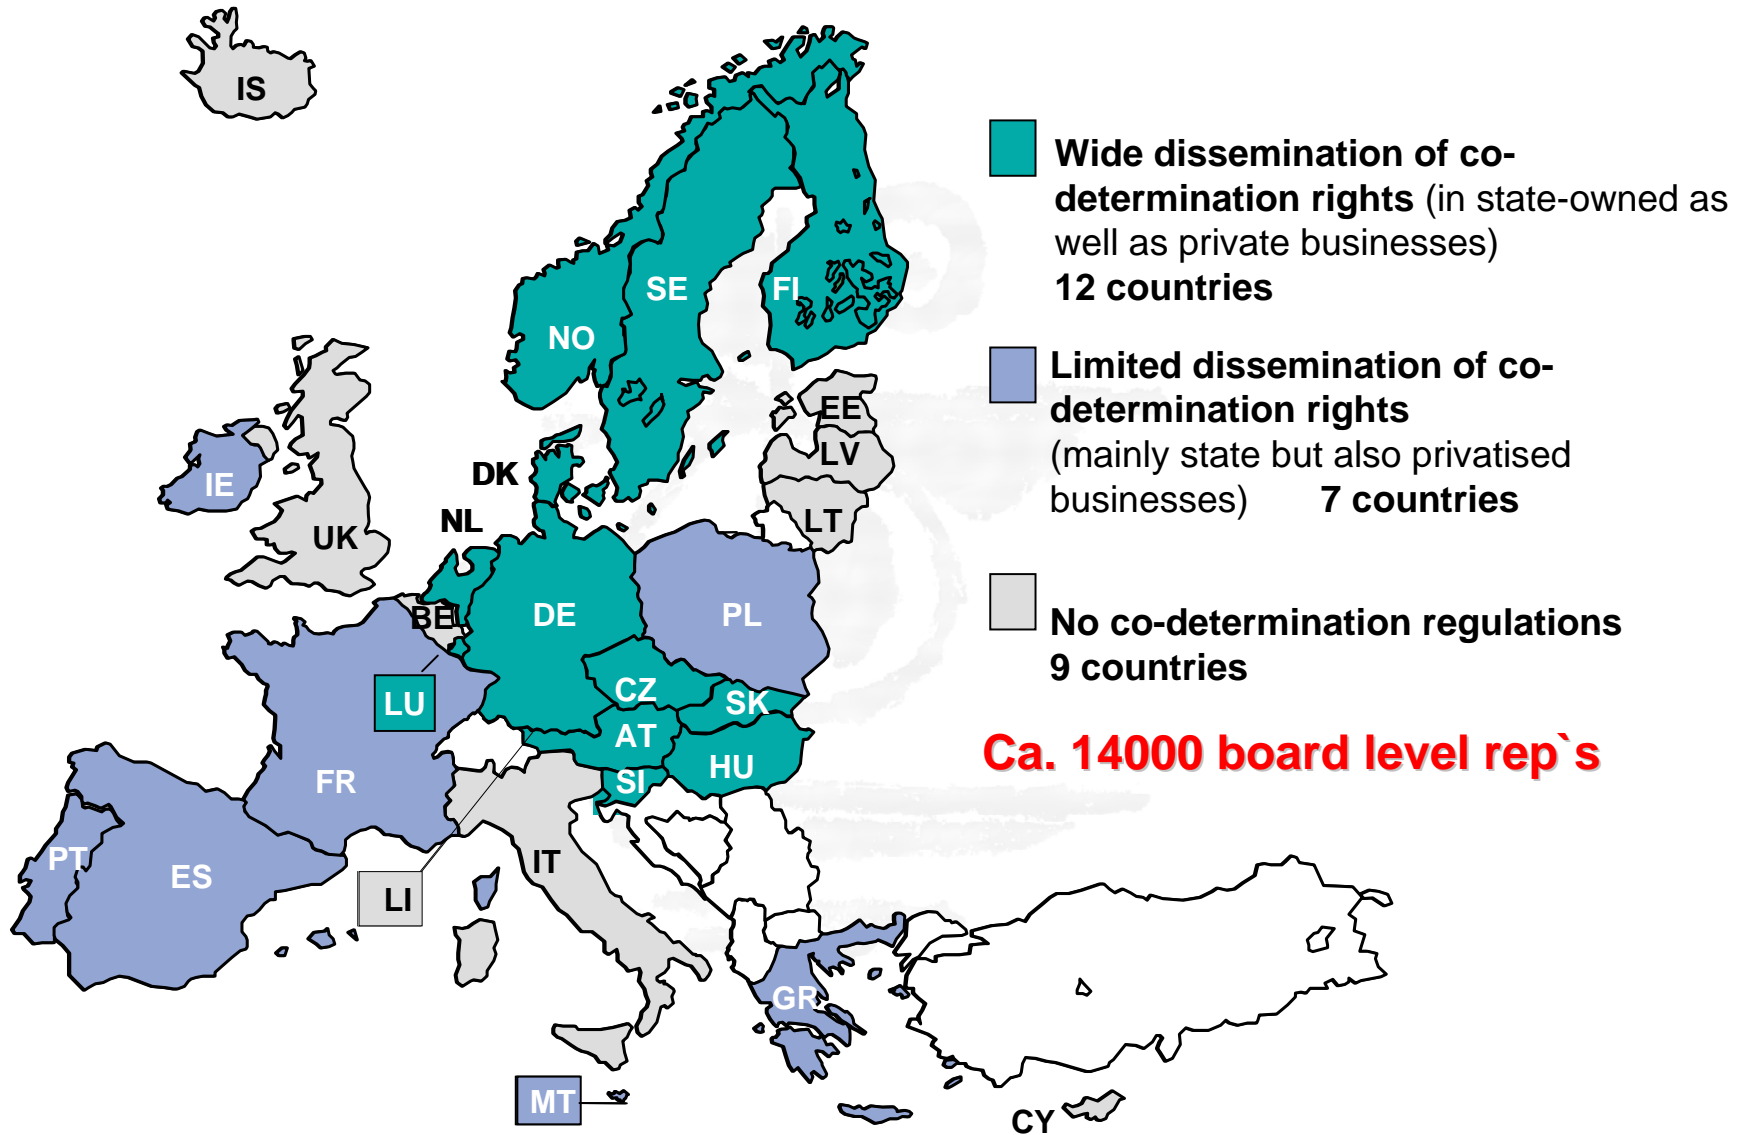 IS
Wide dissemination of co-
determination rights (in state-owned as
well as private businesses)
12 countries
SE
FI
NO
Limited dissemination of co-
determination rights
(mainly state but also privatised
businesses) 7 countries
EE
LV
LT
DK
NL
IE
UK
BE
DE
PL
No co-determination regulations
9 countries
LU
CZ
SK
AT
HU
SI
FR
Ca. 14000 board level rep`s
PT
ES
IT
LI
GR
MT
CY